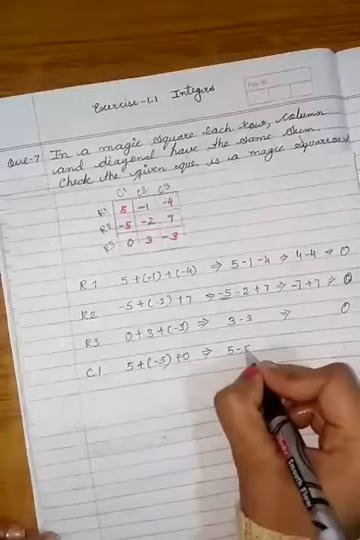 Exercise-1.1 Integers
Que-7 In a magic square each row, column
and diagonal have the same sum.
Check the given que is a magic square
C1 C2 C3
R1 5 -1 -4
R2 -5 -2 7
R3 0 3 -3
R1 5+(-1)+(-4) ⇒ 5-1-4 ⇒ 4-4 ⇒ 0
R2 -5+(-2)+7 ⇒ -5-2+7 ⇒ -7+7 ⇒ 0
R3 0+3+(-3) ⇒ 3-3 ⇒ 0
C1 5+(-5)+0 ⇒ 5-5